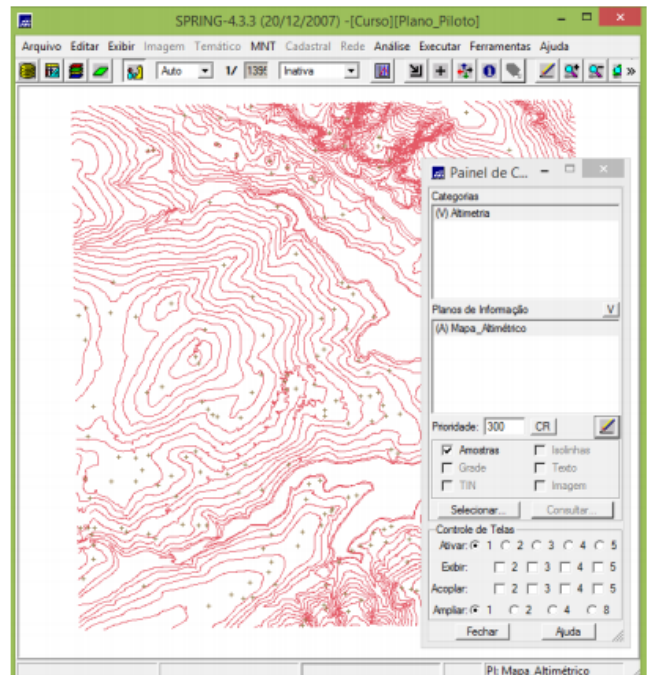 SPRING-4.3.3 (20/12/2007) -[Curso][Plano_Piloto]
Arquivo Editar Exibir Imagem Temático MNT Cadastral Rede Análise Executar Ferramentas Ajuda
Auto 1/ Inativa
Painel de C...
Categorias
(V) Altimetria
Planos de Informação V
(A) Mapa_Altimétrico
Prioridade: 300 CR
Amostras Isolinhas
Grade Texto
TIN Imagem
Selecionar... Consultar...
Controle de Telas
Ativar: 1 2 3 4 5
Exibir: 2 3 4 5
Acoplar: 2 3 4 5
Ampliar: 1 2 4 8
Fechar Ajuda
PI: Mapa_Altimétrico